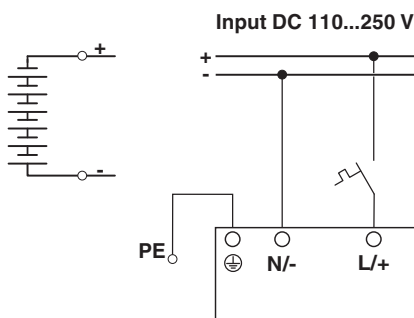 Input DC 110...250 V
+
+
-
-
PE
N/-
L/+